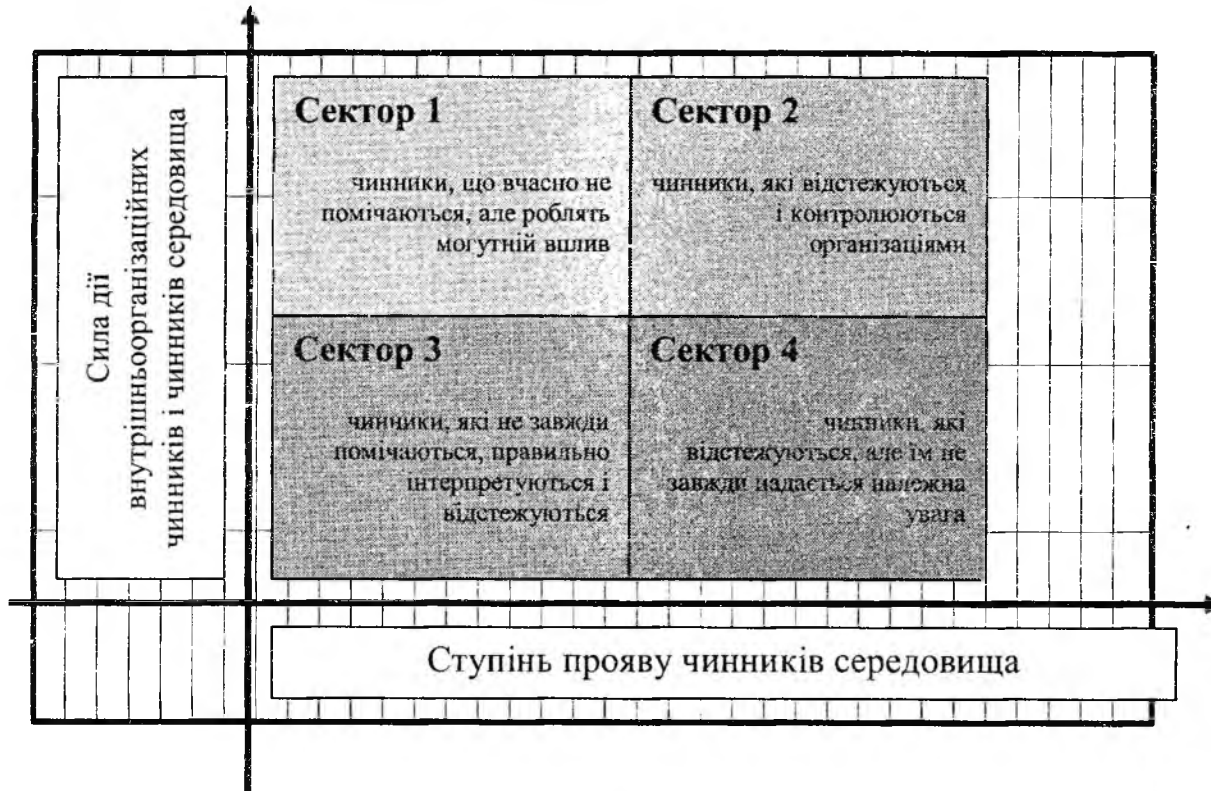 Сила дії
внутрішньоорганізаційних
чинників і чинників середовища
Сектор 1
чинники, що вчасно не
помічаються, але роблять
могутній вплив
Сектор 2
чинники, які відстежуються
і контролюються
організаціями
Сектор 3
чинники, які не завжди
помічаються, правильно
інтерпретуються і
відстежуються
Сектор 4
чинники, які
відстежуються, але їм не
завжди надається належна
увага
Ступінь прояву чинників середовища